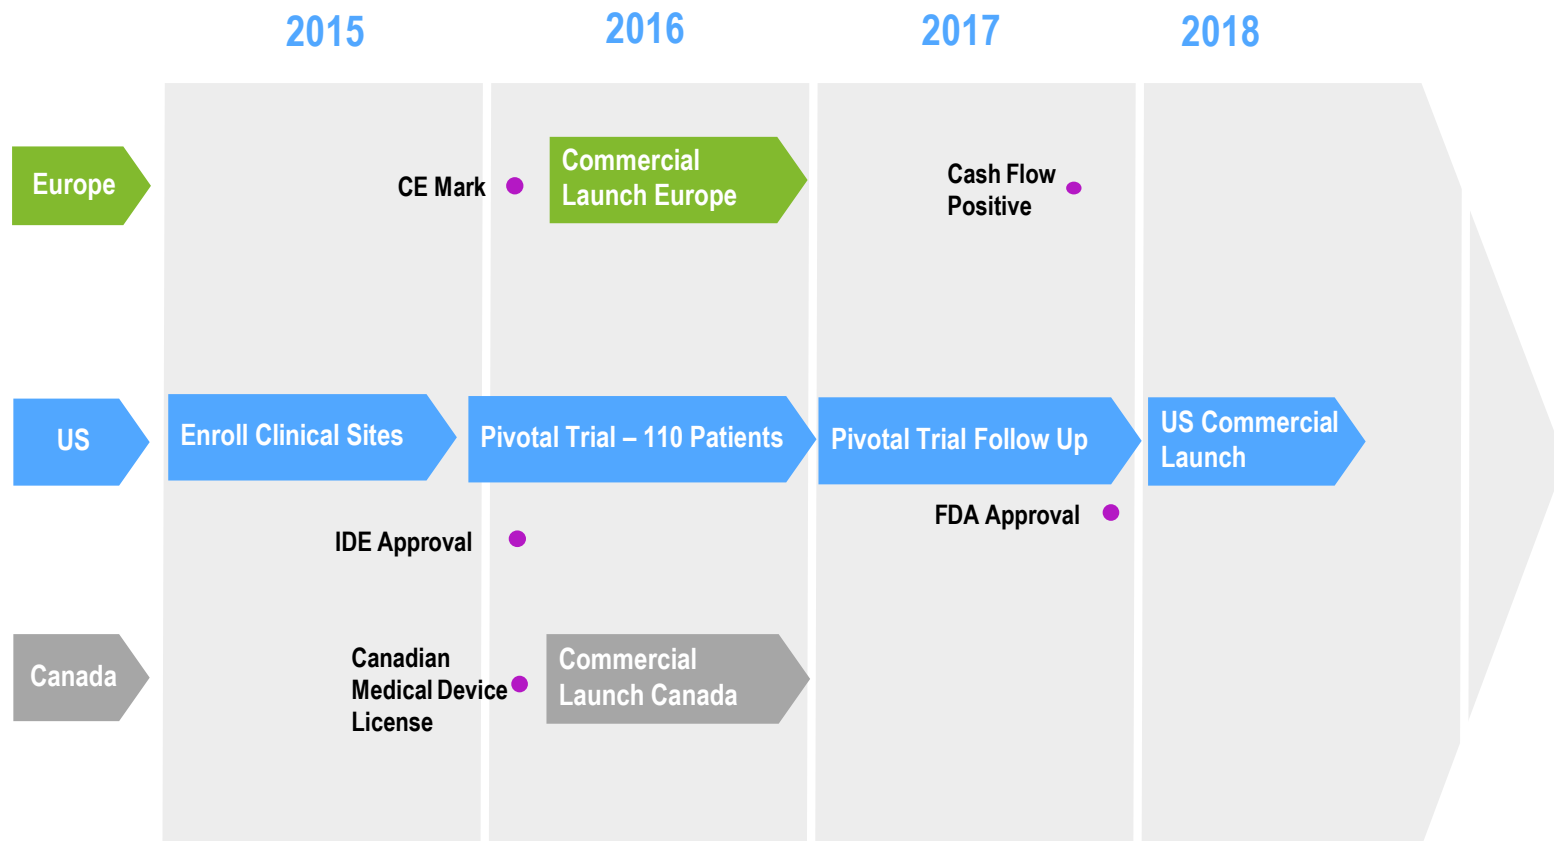 2015
2016
2017
2018
Europe
CE Mark
Commercial
Launch Europe
Cash Flow
Positive
US
Enroll Clinical Sites
Pivotal Trial – 110 Patients
Pivotal Trial Follow Up
US Commercial
Launch
IDE Approval
FDA Approval
Canada
Canadian
Medical Device
License
Commercial
Launch Canada